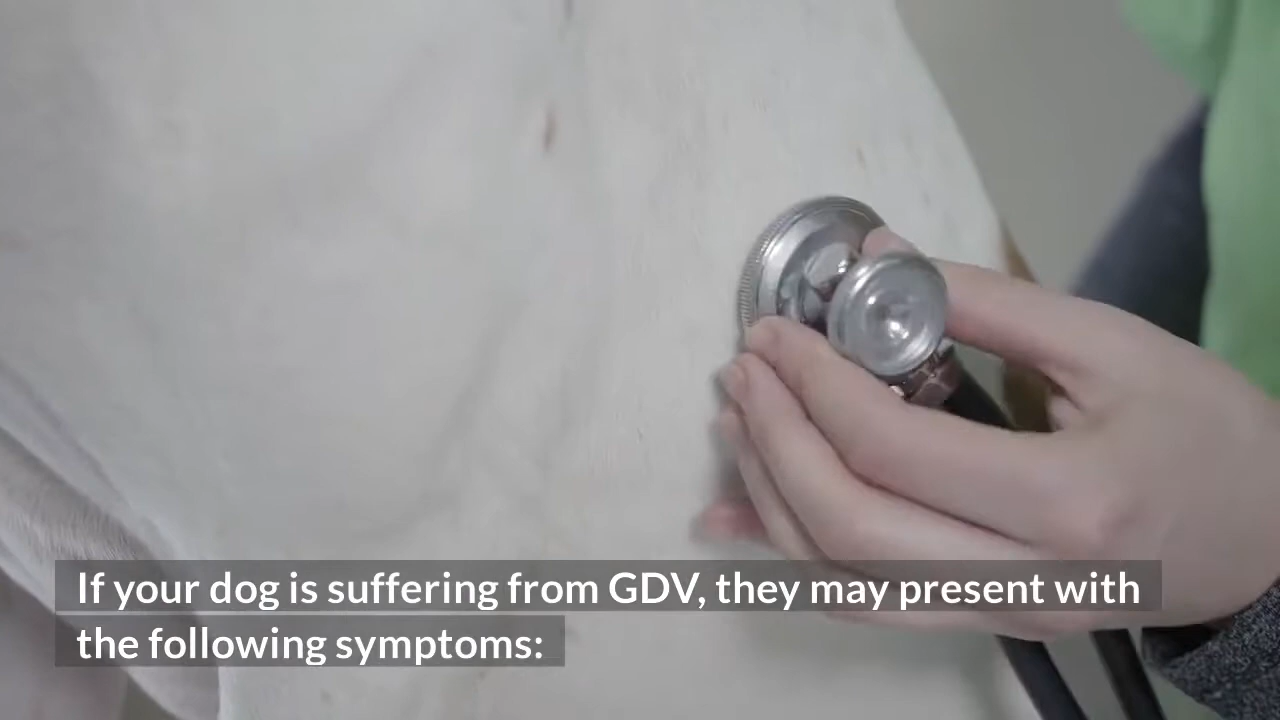 If your dog is suffering from GDV, they may present with
the following symptoms: